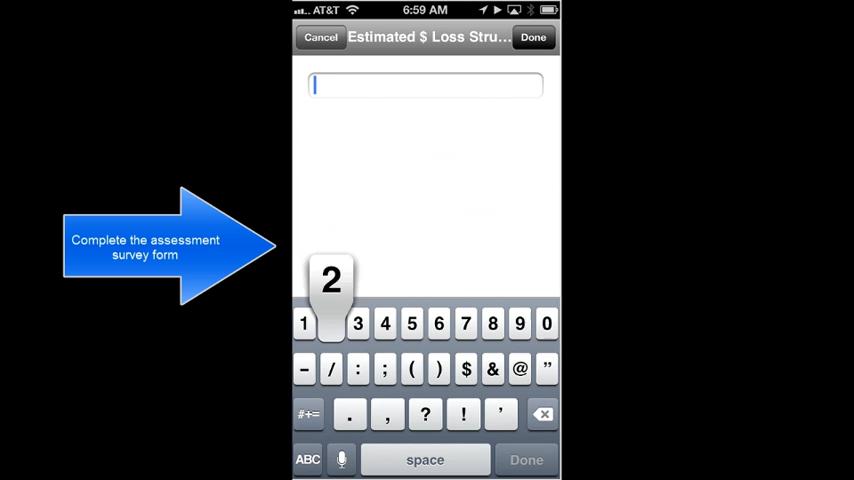 AT&T 6:59 AM
Cancel Estimated $ Loss Stru... Done
Complete the assessment
survey form
2
1 3 4 5 6 7 8 9 0
- / : ; ( ) $ & @ "
#+= . , ? ! ’
ABC space Done